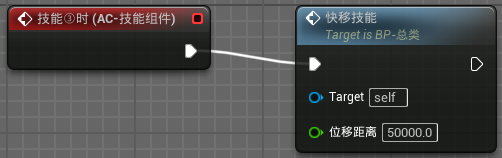 技能③时 (AC-技能组件)
快移技能
Target is BP-总类
Target self
位移距离 50000.0